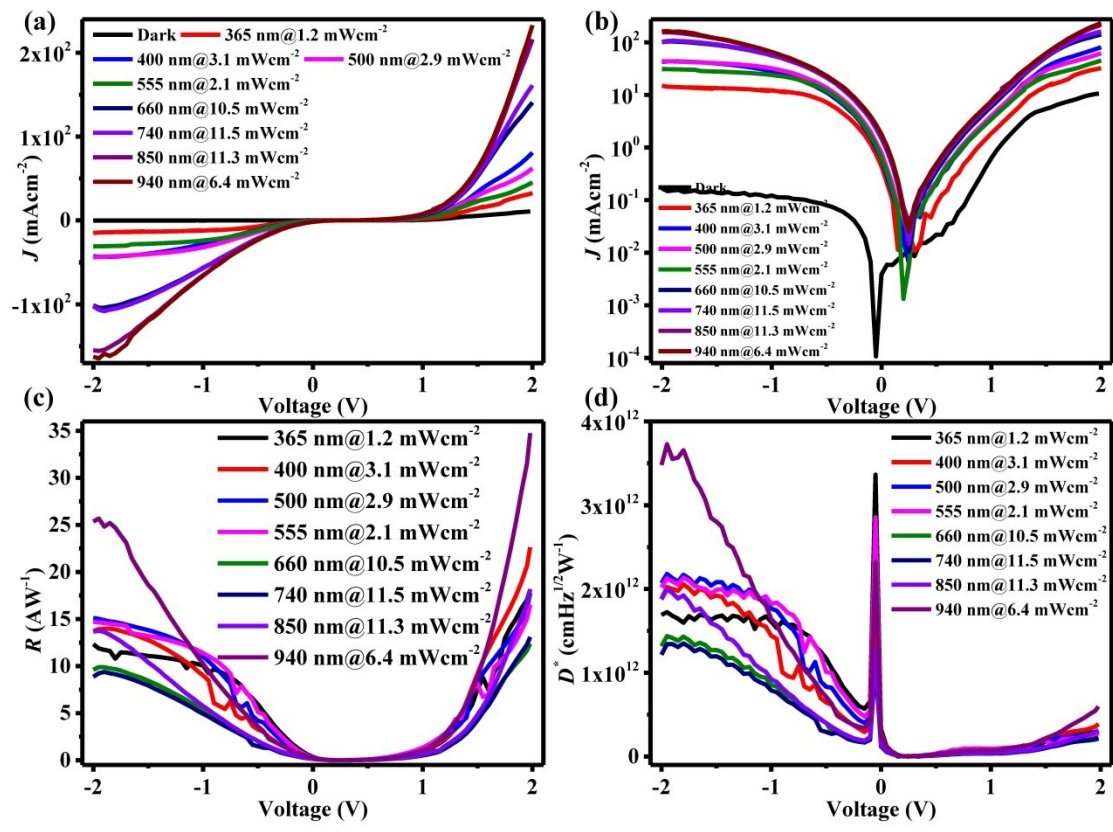 (a)
J (mAcm⁻²)
2x10²
1x10²
0
-1x10²
Dark 365 nm@1.2 mWcm⁻²
400 nm@3.1 mWcm⁻² 500 nm@2.9 mWcm⁻²
555 nm@2.1 mWcm⁻²
660 nm@10.5 mWcm⁻²
740 nm@11.5 mWcm⁻²
850 nm@11.3 mWcm⁻²
940 nm@6.4 mWcm⁻²
-2 -1 0 1 2
Voltage (V)
(b)
J (mAcm⁻²)
10²
10¹
10⁰
10⁻¹
10⁻²
10⁻³
10⁻⁴
Dark
365 nm@1.2 mWcm⁻²
400 nm@3.1 mWcm⁻²
500 nm@2.9 mWcm⁻²
555 nm@2.1 mWcm⁻²
660 nm@10.5 mWcm⁻²
740 nm@11.5 mWcm⁻²
850 nm@11.3 mWcm⁻²
940 nm@6.4 mWcm⁻²
-2 -1 0 1 2
Voltage (V)
(c)
R (AW⁻¹)
35
30
25
20
15
10
5
0
365 nm@1.2 mWcm⁻²
400 nm@3.1 mWcm⁻²
500 nm@2.9 mWcm⁻²
555 nm@2.1 mWcm⁻²
660 nm@10.5 mWcm⁻²
740 nm@11.5 mWcm⁻²
850 nm@11.3 mWcm⁻²
940 nm@6.4 mWcm⁻²
-2 -1 0 1 2
Voltage (V)
(d)
D* (cmHz¹/²W⁻¹)
4x10¹²
3x10¹²
2x10¹²
1x10¹²
0
365 nm@1.2 mWcm⁻²
400 nm@3.1 mWcm⁻²
500 nm@2.9 mWcm⁻²
555 nm@2.1 mWcm⁻²
660 nm@10.5 mWcm⁻²
740 nm@11.5 mWcm⁻²
850 nm@11.3 mWcm⁻²
940 nm@6.4 mWcm⁻²
-2 -1 0 1 2
Voltage (V)